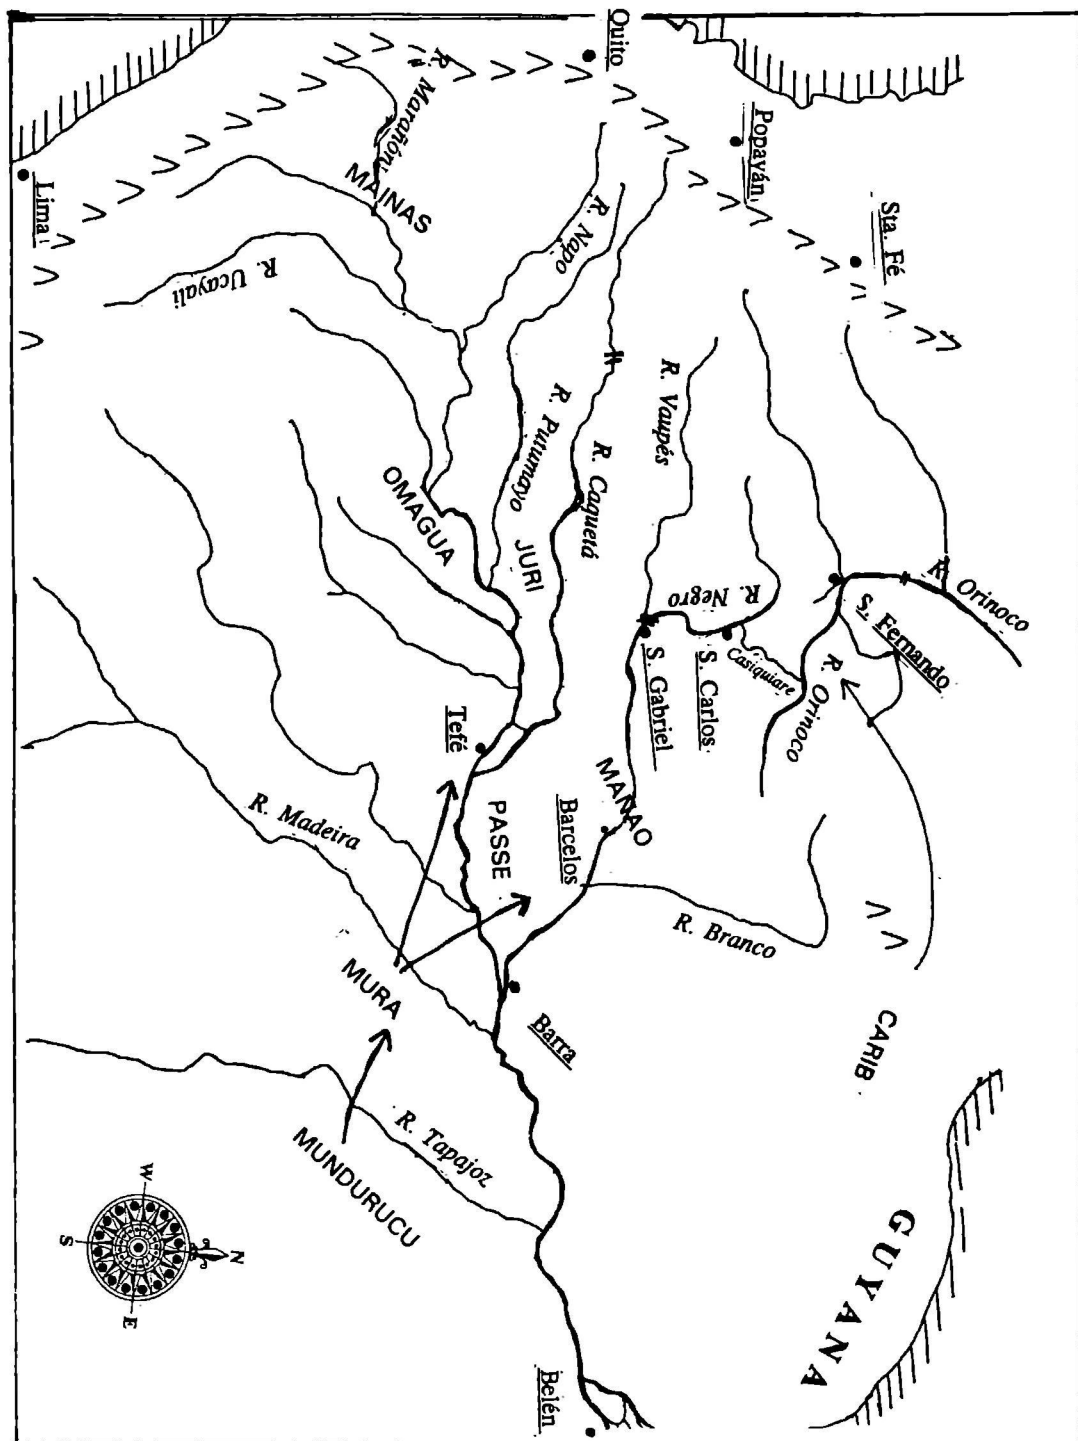 Quito
Popayán
Sta. Fé
Lima
R. Marañón
MAINAS
R. Napo
R. Ucayali
R. Putumayo
R. Caquetá
R. Vaupés
OMAGUA
JURI
R. Negro
R. Orinoco
S. Fernando
S. Carlos
Casiquiare
S. Gabriel
R. Orinoco
Tefé
MANAO
Barcelos
PASSE
R. Madeira
R. Branco
MURA
Barra
CARIB
MUNDURUCU
R. Tapajoz
GUYANA
Belén
N
W
S
E